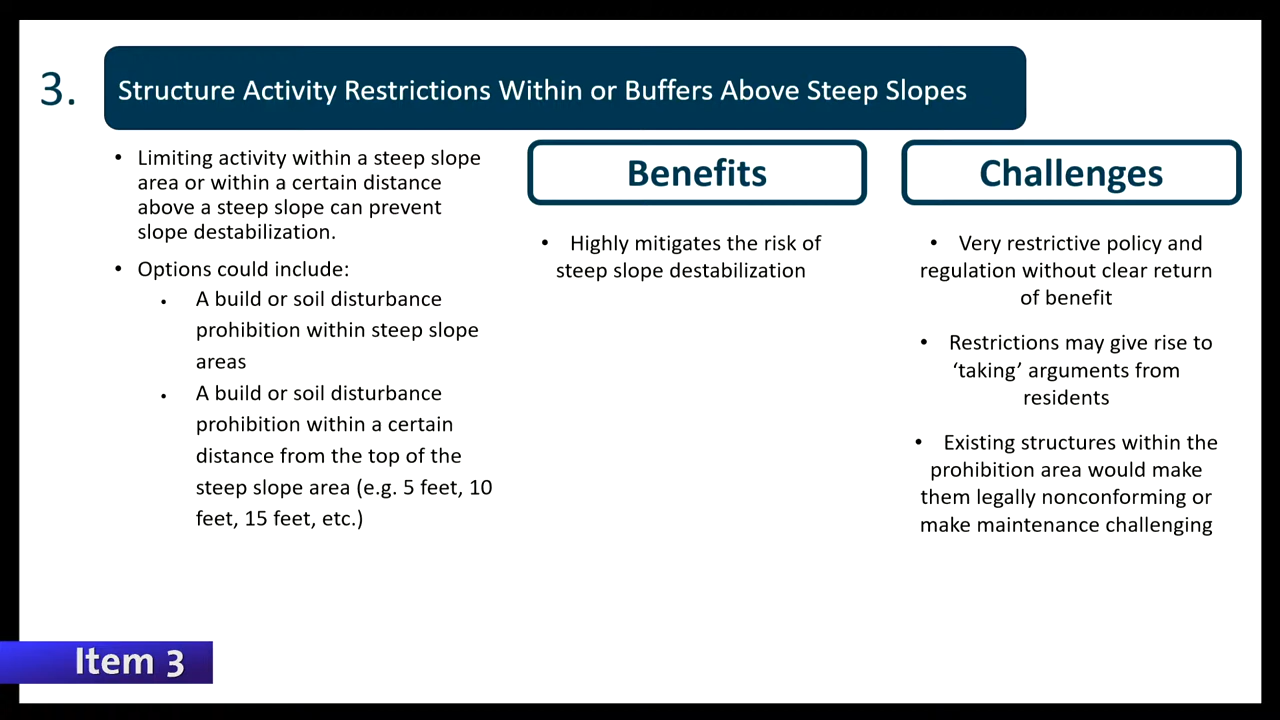 3.
Structure Activity Restrictions Within or Buffers Above Steep Slopes
• Limiting activity within a steep slope
area or within a certain distance
above a steep slope can prevent
slope destabilization.
• Options could include:
• A build or soil disturbance
prohibition within steep slope
areas
• A build or soil disturbance
prohibition within a certain
distance from the top of the
steep slope area (e.g. 5 feet, 10
feet, 15 feet, etc.)
Benefits
• Highly mitigates the risk of
steep slope destabilization
Challenges
• Very restrictive policy and
regulation without clear return
of benefit
• Restrictions may give rise to
‘taking’ arguments from
residents
• Existing structures within the
prohibition area would make
them legally nonconforming or
make maintenance challenging
Item 3